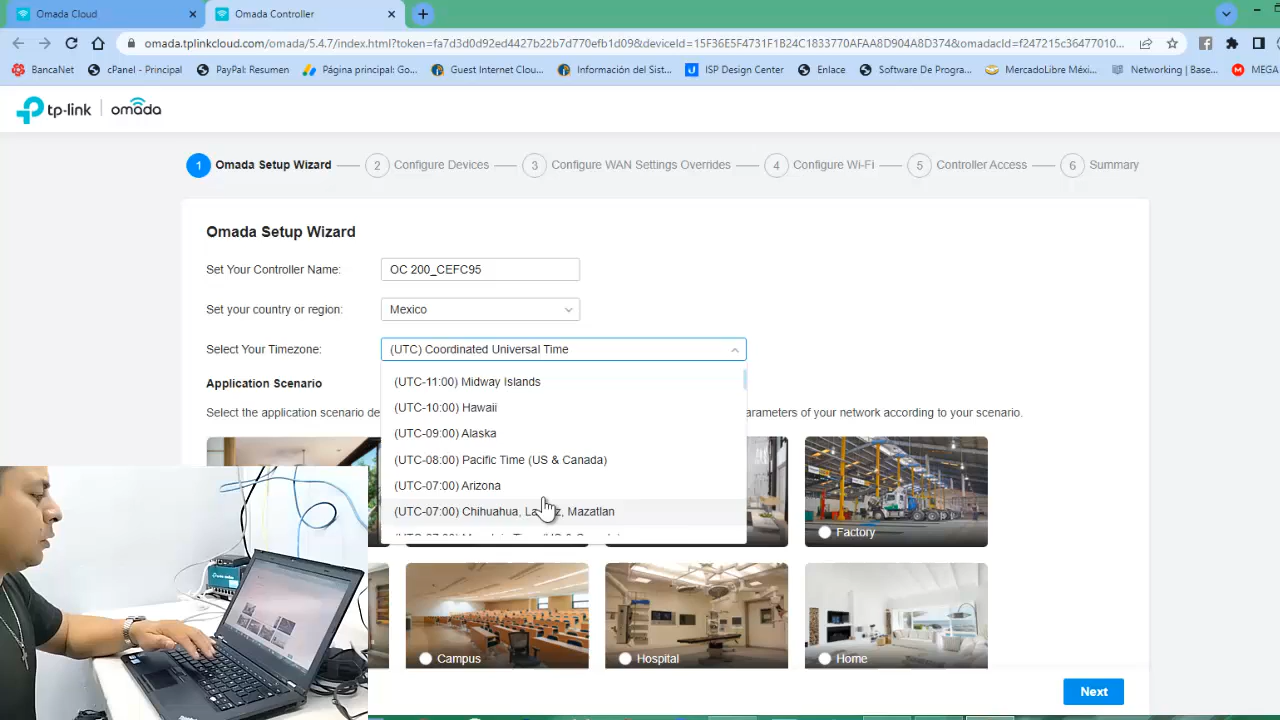 Omada Cloud
Omada Controller
omada.tplinkcloud.com/omada/5.4.7/index.html?token=fa7d3d0d92ed4427b22b7d770efb1d09&deviceId=15F36E5F4731F1B24C1833770AFAA8D904A8D374&omadacId=f247215c36477010...
BancaNet
cPanel - Principal
PayPal: Resumen
Página principal: Go...
Guest Internet Clou...
Información del Sist...
ISP Design Center
Enlace
Software De Progra...
MercadoLibre Méxi...
Networking | Base...
MEGA
tp-link | omada
1 Omada Setup Wizard
2 Configure Devices
3 Configure WAN Settings Overrides
4 Configure Wi-Fi
5 Controller Access
6 Summary
Omada Setup Wizard
Set Your Controller Name: OC 200_CEFC95
Set your country or region: Mexico
Select Your Timezone: (UTC) Coordinated Universal Time
(UTC-11:00) Midway Islands
Application Scenario
(UTC-10:00) Hawaii
Select the application scenario de
arameters of your network according to your scenario.
(UTC-09:00) Alaska
(UTC-08:00) Pacific Time (US & Canada)
(UTC-07:00) Arizona
(UTC-07:00) Chihuahua, La z, Mazatlan
Factory
Campus
Hospital
Home
Next